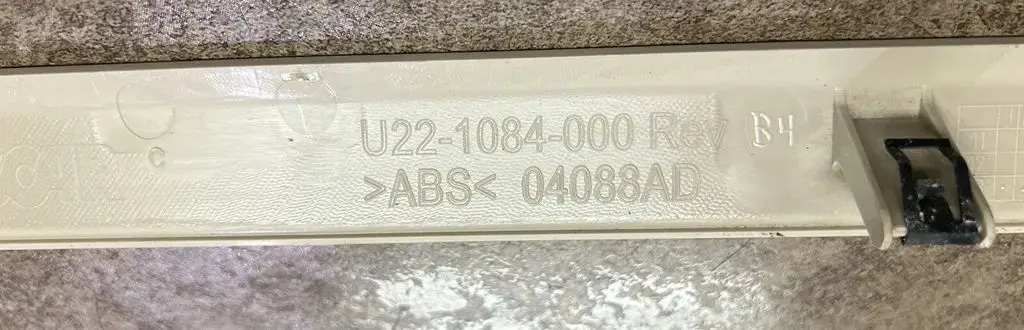 U22-1084-000 Rev B4
>ABS< 04088AD
C